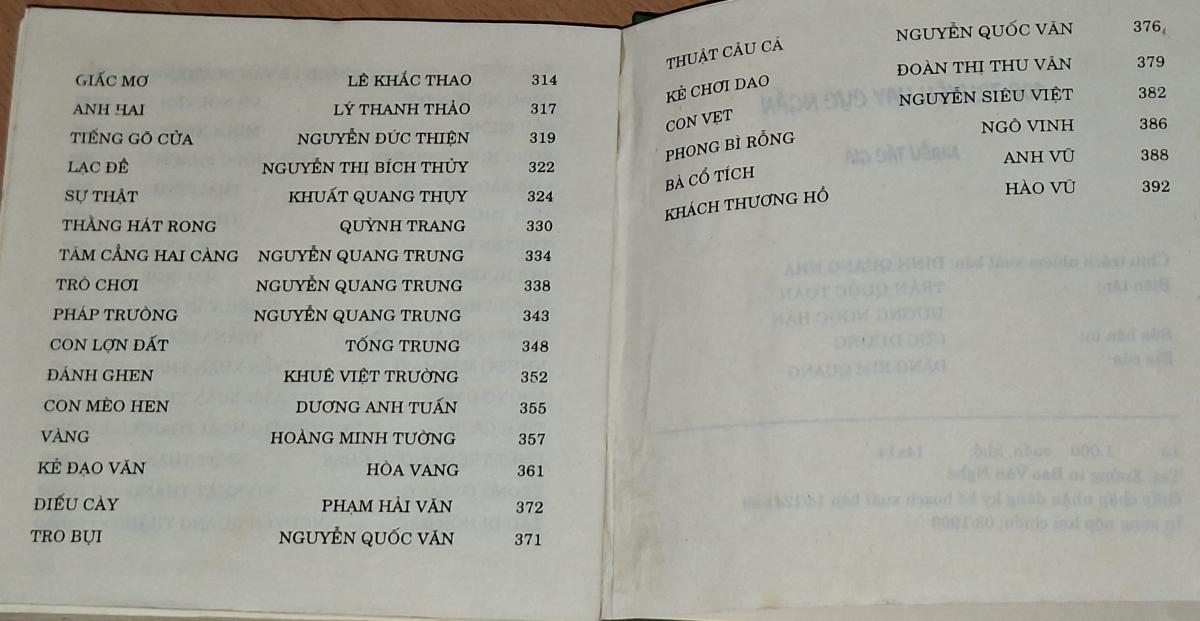 GIẤC MƠ LÊ KHẮC THAO 314
ANH HAI LÝ THANH THẢO 317
TIẾNG GÕ CỬA NGUYỄN ĐỨC THIỆN 319
LẠC ĐỀ NGUYỄN THỊ BÍCH THỦY 322
SỰ THẬT KHUẤT QUANG THỤY 324
THẰNG HÁT RONG QUỲNH TRANG 330
TÁM CẲNG HAI CÀNG NGUYỄN QUANG TRUNG 334
TRÒ CHƠI NGUYỄN QUANG TRUNG 338
PHÁP TRƯỜNG NGUYỄN QUANG TRUNG 343
CON LỢN ĐẤT TỐNG TRUNG 348
ĐÁNH GHEN KHUÊ VIỆT TRƯỜNG 352
CON MÈO HEN DƯƠNG ANH TUẤN 355
VÀNG HOÀNG MINH TƯỜNG 357
KẺ ĐẠO VĂN HÒA VANG 361
ĐIẾU CÀY PHẠM HẢI VÂN 372
TRO BỤI NGUYỄN QUỐC VĂN 371
THUẬT CÂU CÁ NGUYỄN QUỐC VĂN 376
KẺ CHƠI DAO ĐOÀN THỊ THU VÂN 379
CON VẸT NGUYỄN SIÊU VIỆT 382
PHONG BÌ RỖNG NGÔ VINH 386
BÀ CỔ TÍCH ANH VŨ 388
KHÁCH THƯƠNG HỒ HÀO VŨ 392